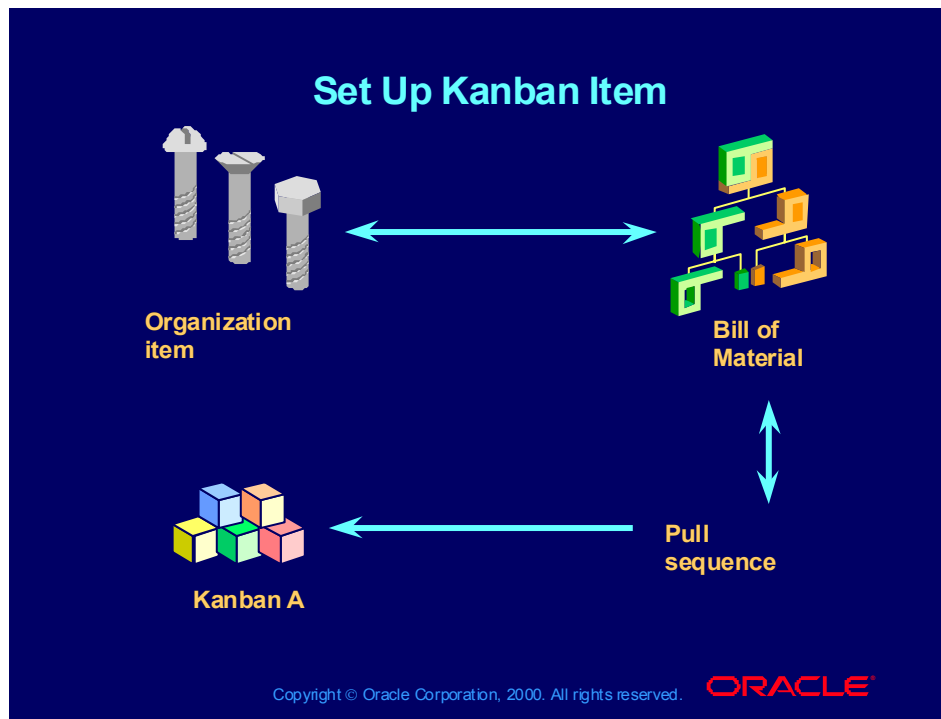 Set Up Kanban Item
Organization
item
Bill of
Material
Pull
sequence
Kanban A
Copyright © Oracle Corporation, 2000. All rights reserved.
ORACLE®